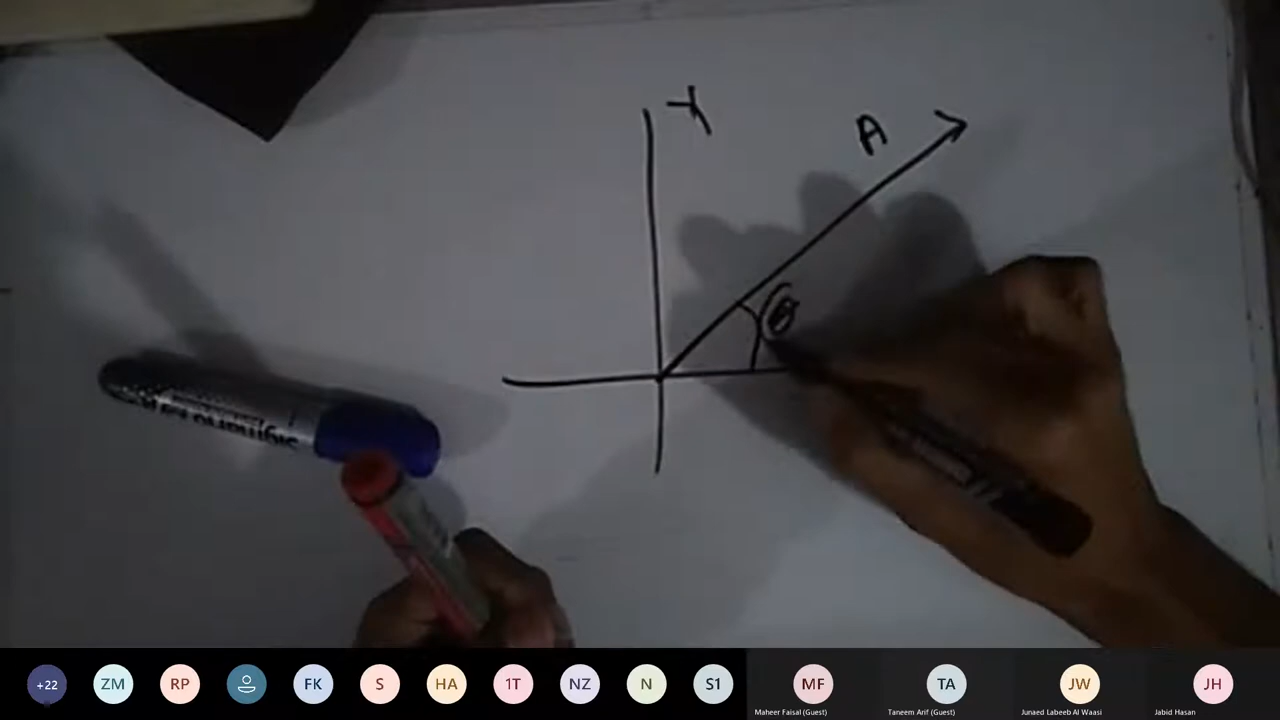 Y
A
θ
+22
ZM
RP
FK
S
HA
1T
NZ
N
S1
MF
TA
JW
JH
Maheer Faisal (Guest)
Taneem Arif (Guest)
Junaed Labeeb Al Waasi
Jabid Hasan